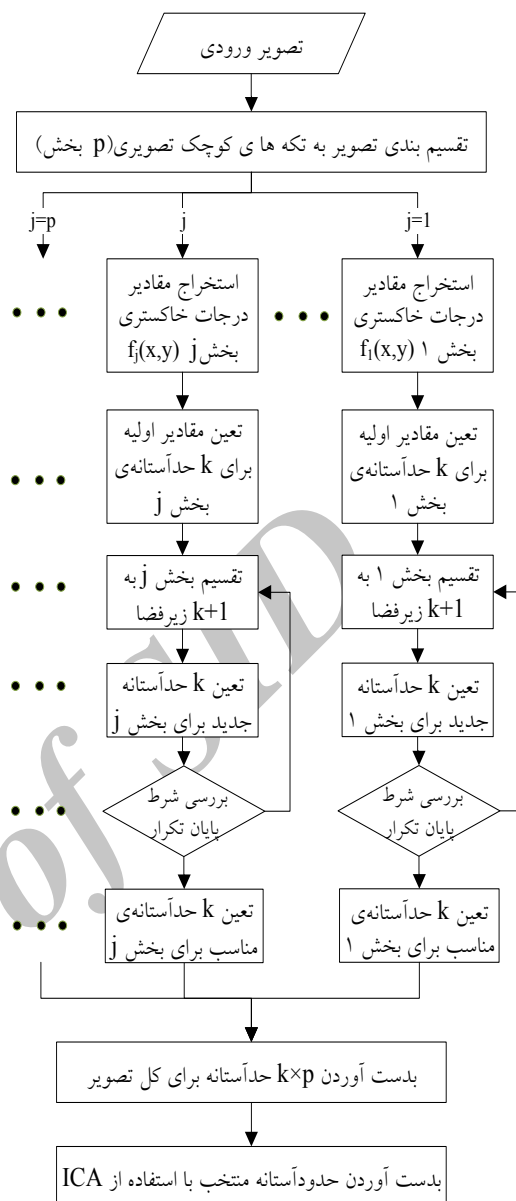 تصویر ورودی
تقسیم بندی تصویر به تکه ها ی کوچک تصویری(p بخش)
j=1
j
j=p
استخراج مقادیر
درجات خاکستری
بخش ۱ f1(x,y)
استخراج مقادیر
درجات خاکستری
بخش j fj(x,y)
تعین مقادیر اولیه
برای k حدآستانه‌ی
بخش ۱
تعین مقادیر اولیه
برای k حدآستانه‌ی
بخش j
تقسیم بخش ۱ به
k+1 زیرفضا
تقسیم بخش j به
k+1 زیرفضا
تعین k حدآستانه
جدید برای بخش ۱
تعین k حدآستانه
جدید برای بخش j
بررسی شرط
پایان تکرار
بررسی شرط
پایان تکرار
تعین k حدآستانه‌ی
مناسب برای بخش ۱
تعین k حدآستانه‌ی
مناسب برای بخش j
بدست آوردن k×p حدآستانه برای کل تصویر
بدست آوردن حدودآستانه منتخب با استفاده از ICA
of SID